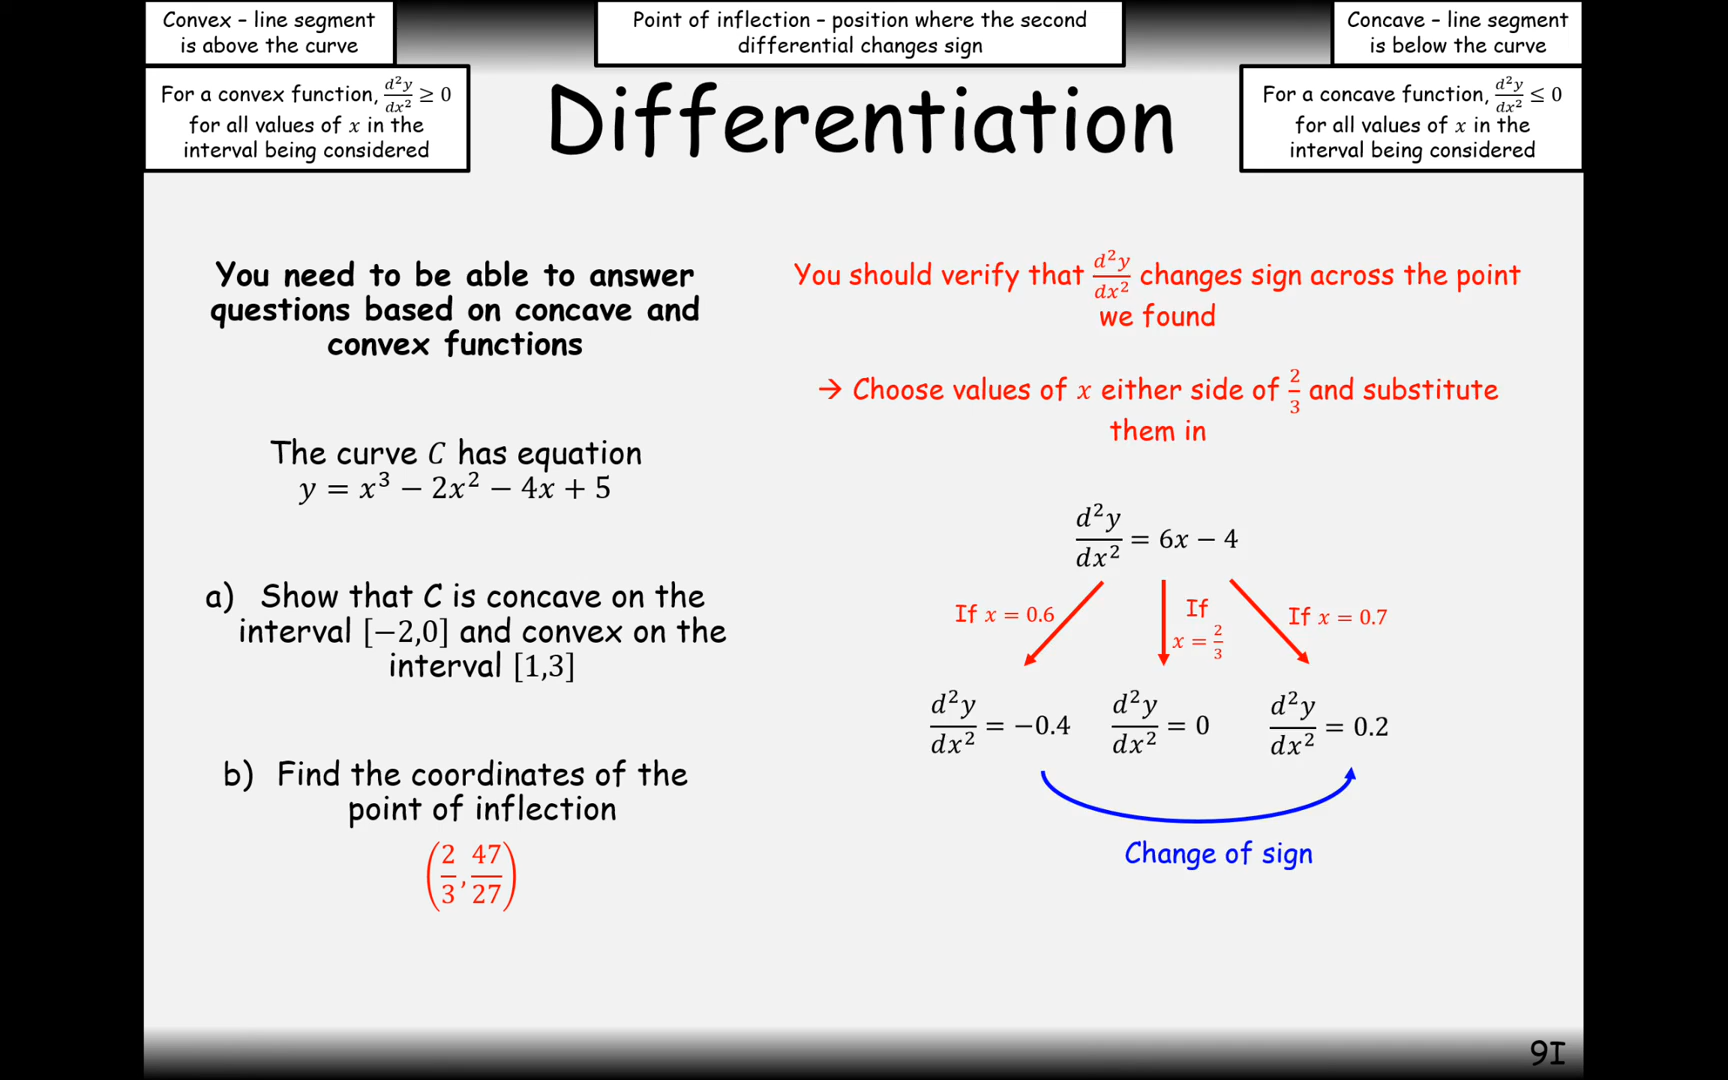 Convex – line segment
is above the curve
Point of inflection – position where the second
differential changes sign
Concave – line segment
is below the curve
For a convex function, d²y/dx² ≥ 0
for all values of x in the
interval being considered
Differentiation
For a concave function, d²y/dx² ≤ 0
for all values of x in the
interval being considered
You need to be able to answer
questions based on concave and
convex functions
The curve C has equation
y = x³ − 2x² − 4x + 5
a) Show that C is concave on the
interval [−2,0] and convex on the
interval [1,3]
b) Find the coordinates of the
point of inflection
(2/3, 47/27)
You should verify that d²y/dx² changes sign across the point
we found
→ Choose values of x either side of 2/3 and substitute
them in
d²y/dx² = 6x − 4
If x = 0.6
If
x = 2/3
If x = 0.7
d²y/dx² = −0.4
d²y/dx² = 0
d²y/dx² = 0.2
Change of sign
9I